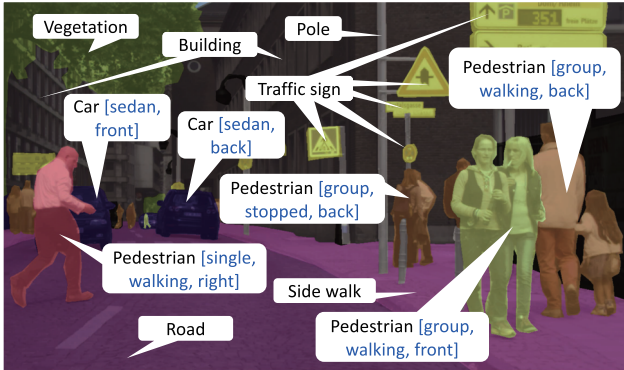 Vegetation
Building
Pole
351
Traffic sign
Pedestrian [group,
walking, back]
Car [sedan,
front]
Car [sedan,
back]
Pedestrian [group,
stopped, back]
Pedestrian [single,
walking, right]
Side walk
Road
Pedestrian [group,
walking, front]